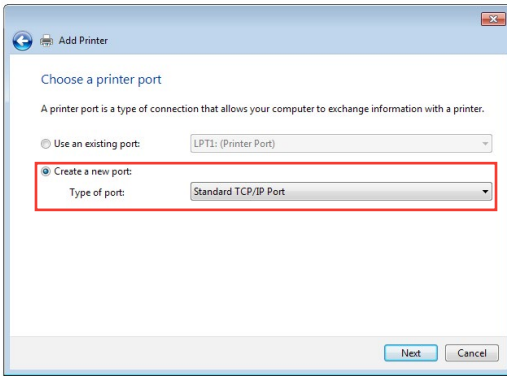 Add Printer
Choose a printer port
A printer port is a type of connection that allows your computer to exchange information with a printer.
Use an existing port: LPT1: (Printer Port)
Create a new port:
Type of port: Standard TCP/IP Port
Next Cancel